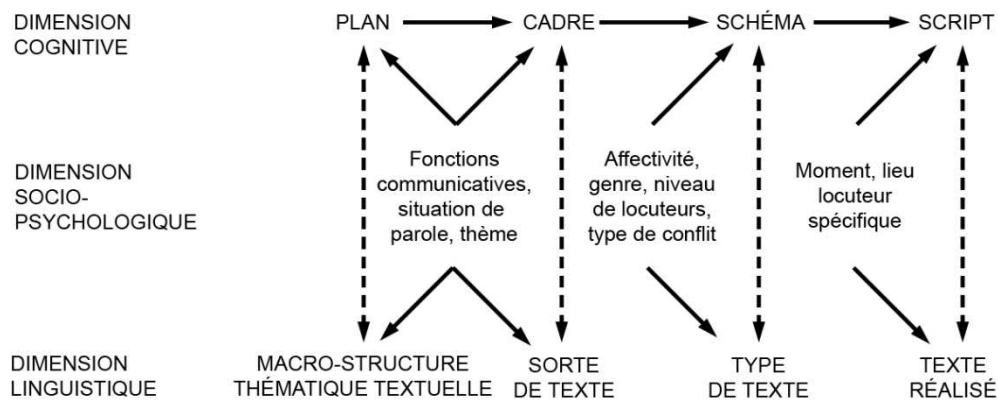 DIMENSION
COGNITIVE
PLAN
CADRE
SCHÉMA
SCRIPT
DIMENSION
SOCIO-
PSYCHOLOGIQUE
Fonctions
communicatives,
situation de
parole, thème
Affectivité,
genre, niveau
de locuteurs,
type de conflit
Moment, lieu
locuteur
spécifique
DIMENSION
LINGUISTIQUE
MACRO-STRUCTURE
THÉMATIQUE TEXTUELLE
SORTE
DE TEXTE
TYPE
DE TEXTE
TEXTE
RÉALISÉ